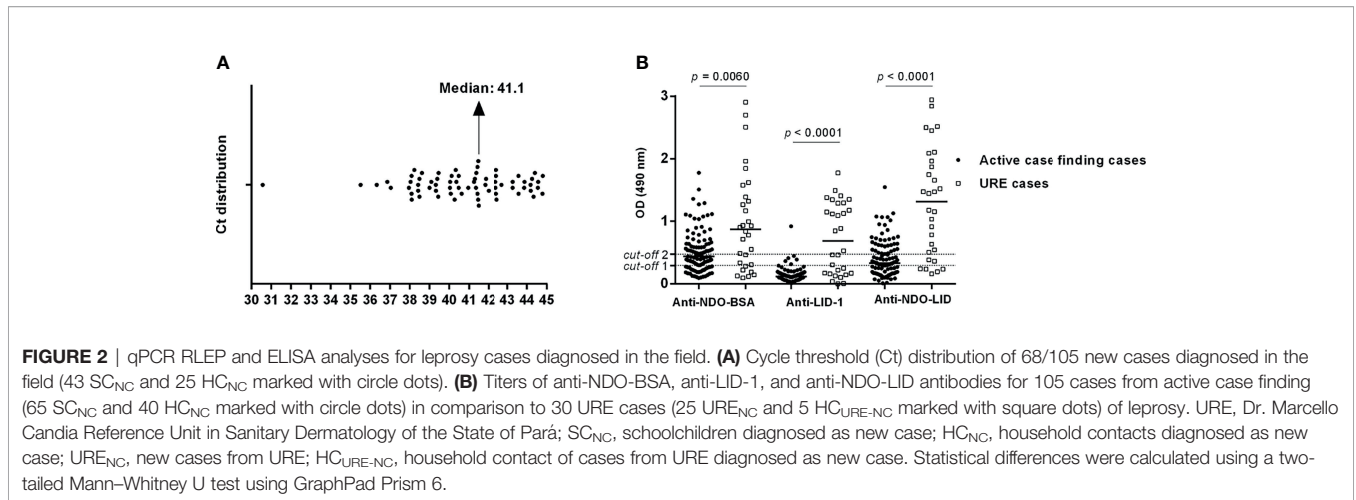 A
Median: 41.1
Ct distribution
30 31 32 33 34 35 36 37 38 39 40 41 42 43 44 45
B
p = 0.0060
p < 0.0001
p < 0.0001
OD (490 nm)
3
2
1
0
cut-off 2
cut-off 1
Anti-NDO-BSA
Anti-LID-1
Anti-NDO-LID
Active case finding cases
URE cases
FIGURE 2 | qPCR RLEP and ELISA analyses for leprosy cases diagnosed in the field. (A) Cycle threshold (Ct) distribution of 68/105 new cases diagnosed in the
field (43 SCNC and 25 HCNC marked with circle dots). (B) Titers of anti-NDO-BSA, anti-LID-1, and anti-NDO-LID antibodies for 105 cases from active case finding
(65 SCNC and 40 HCNC marked with circle dots) in comparison to 30 URE cases (25 URENC and 5 HCURE-NC marked with square dots) of leprosy. URE, Dr. Marcello
Candia Reference Unit in Sanitary Dermatology of the State of Pará; SCNC, schoolchildren diagnosed as new case; HCNC, household contacts diagnosed as new
case; URENC, new cases from URE; HCURE-NC, household contact of cases from URE diagnosed as new case. Statistical differences were calculated using a two-
tailed Mann–Whitney U test using GraphPad Prism 6.